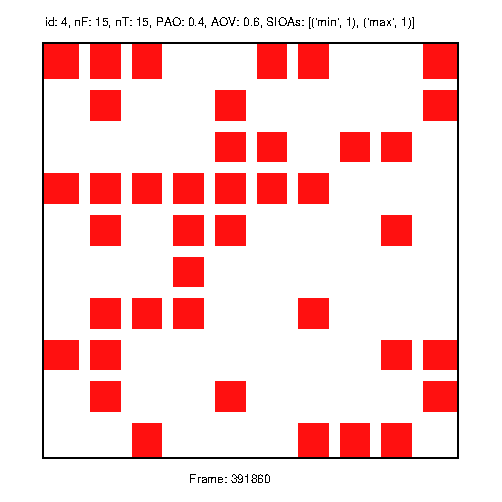 id: 4, nF: 15, nT: 15, PAO: 0.4, AOV: 0.6, SIOAs: [('min', 1), ('max', 1)]
Frame: 391860